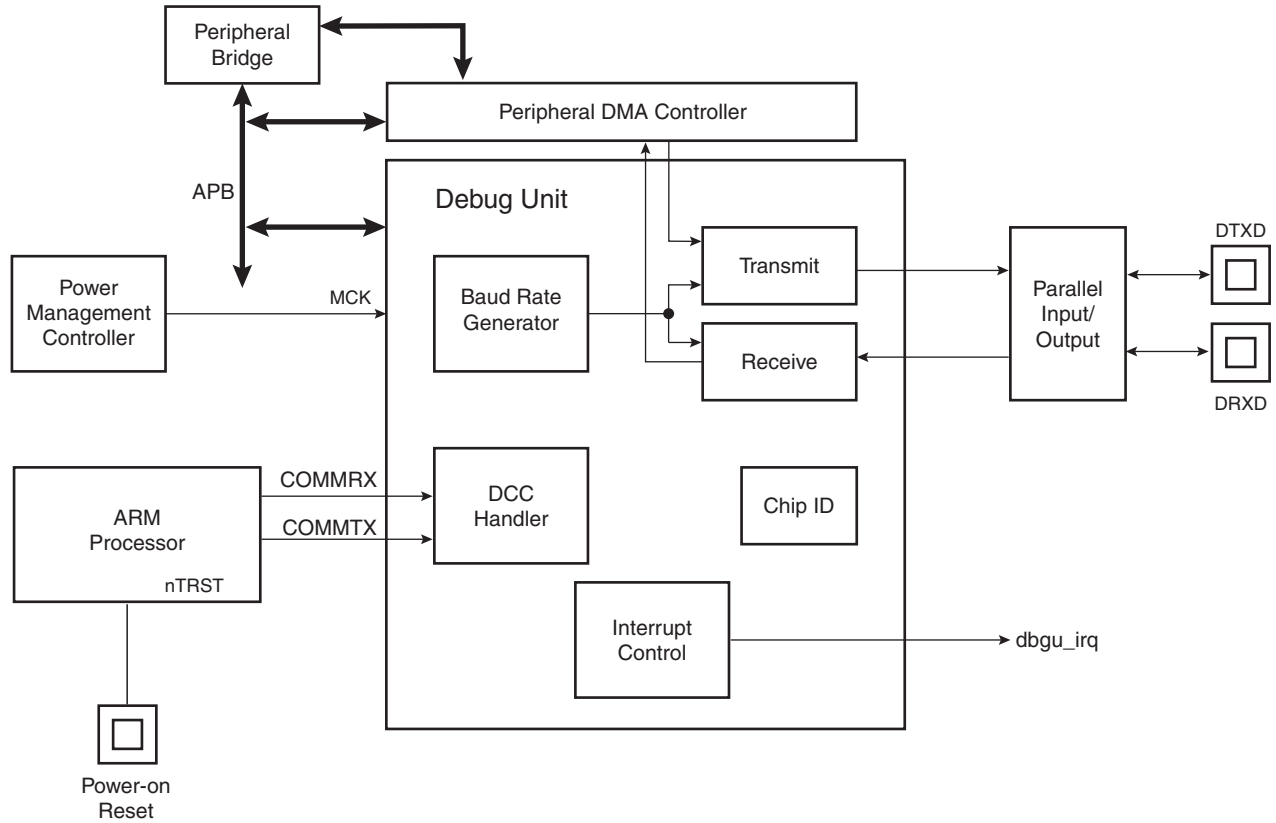 Peripheral
Bridge
Peripheral DMA Controller
APB
Debug Unit
DTXD
Power
Management
Controller
MCK
Baud Rate
Generator
Transmit
Receive
Parallel
Input/
Output
DRXD
ARM
Processor
nTRST
COMMRX
COMMTX
DCC
Handler
Chip ID
Interrupt
Control
dbgu_irq
Power-on
Reset